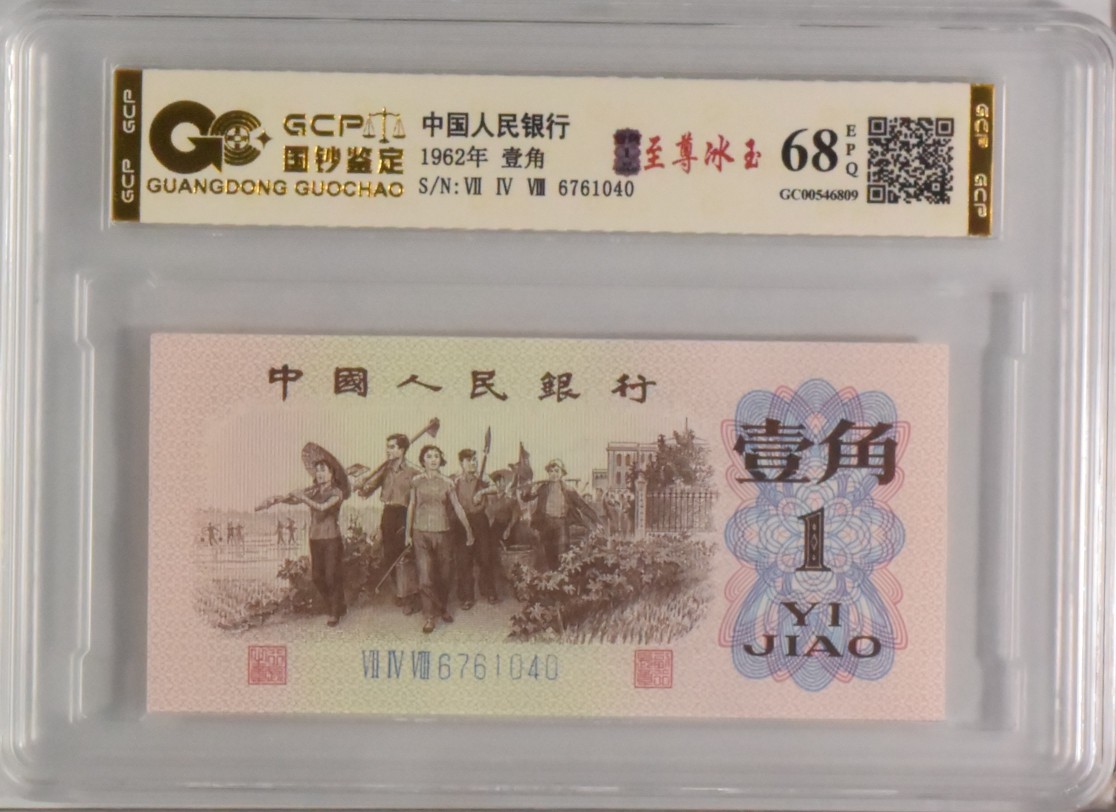 GCP
GCP
GCP
国钞鉴定
GUANGDONG GUOCHAO
中国人民银行
1962年 壹角
S/N:Ⅶ Ⅳ Ⅷ 6761040
至尊冰玉
68
EPQ
GC00546809
GCP
GCP
中國人民銀行
壹角
1
YI
JIAO
Ⅶ Ⅳ Ⅷ 6761040